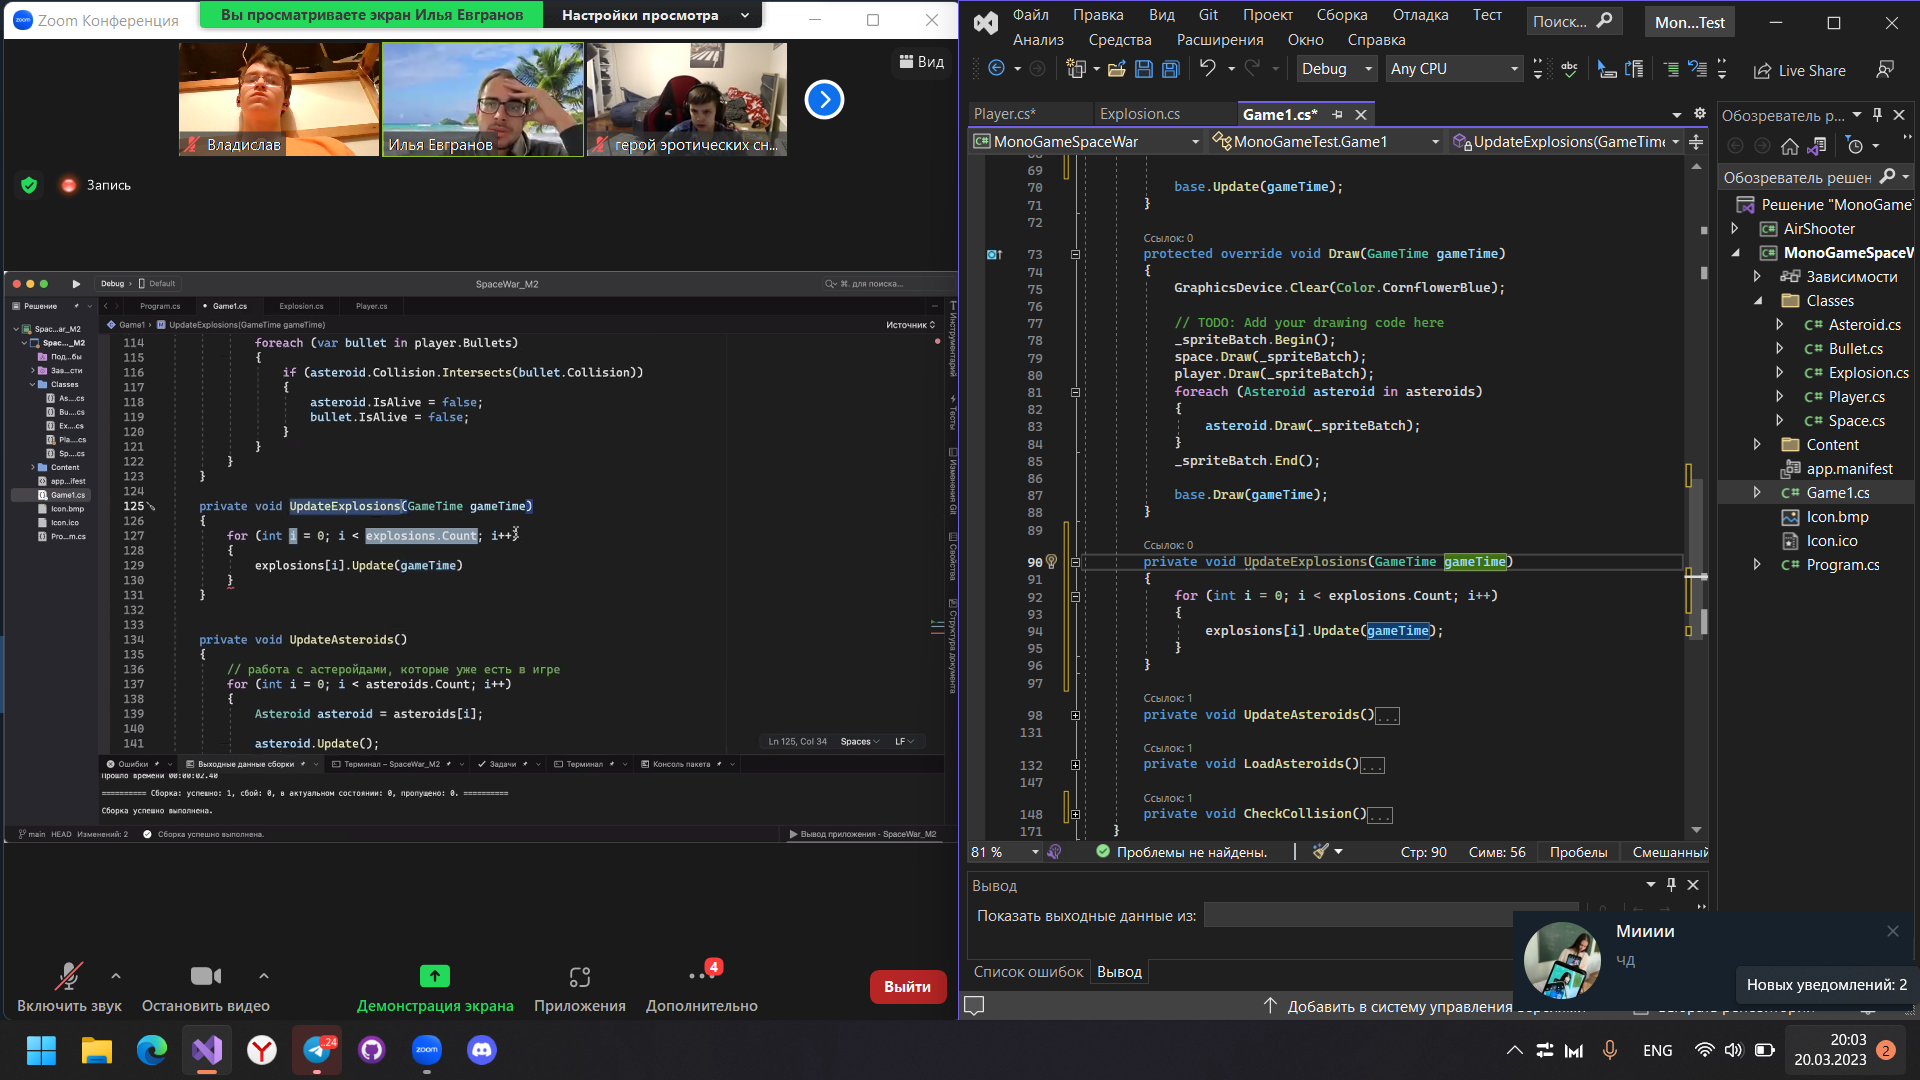 Zoom Конференция
Вы просматриваете экран Илья Евгранов
Настройки просмотра
Владислав
Илья Евгранов
герой эротических сн...
Вид
Запись
Debug
Default
SpaceWar_M2
⌘. для поиска...
Решение
Program.cs
Game1.cs
Explosion.cs
Player.cs
Game1
UpdateExplosions(GameTime gameTime)
Источник
Spac...ar_M2
Spac..._M2
Под...бы
Зав...сти
Classes
As....cs
Bu....cs
Ex....cs
Pla....cs
Sp....cs
Content
app...ifest
Game1.cs
Icon.bmp
Icon.ico
Pro...m.cs
114 foreach (var bullet in player.Bullets)
115 {
116 if (asteroid.Collision.Intersects(bullet.Collision))
117 {
118 asteroid.IsAlive = false;
119 bullet.IsAlive = false;
120 }
121 }
122 }
123 }
124
125 private void UpdateExplosions(GameTime gameTime)
126 {
127 for (int i = 0; i < explosions.Count; i++
128 {
129 explosions[i].Update(gameTime)
130 }
131 }
132
133
134 private void UpdateAsteroids()
135 {
136 // работа с астеройдами, которые уже есть в игре
137 for (int i = 0; i < asteroids.Count; i++)
138 {
139 Asteroid asteroid = asteroids[i];
140
141 asteroid.Update();
Ln 125, Col 34
Spaces
LF
Инструментарий
Тесты
Изменения Git
Свойства
Структура документа
Ошибки
Выходные данные сборки
Терминал – SpaceWar_M2
Задачи
Терминал
Консоль пакета
Прошло времени 00:00:02.40
========== Сборка: успешно: 1, сбой: 0, в актуальном состоянии: 0, пропущено: 0. ==========
Сборка успешно выполнена.
main HEAD Изменений: 2
Сборка успешно выполнена.
Вывод приложения - SpaceWar_M2
Включить звук
Остановить видео
Демонстрация экрана
Приложения
4
Дополнительно
Выйти
Файл
Правка
Вид
Git
Проект
Сборка
Отладка
Тест
Анализ
Средства
Расширения
Окно
Справка
Поиск...
Mon...Test
Debug
Any CPU
abc
Live Share
Player.cs*
Explosion.cs
Game1.cs*
MonoGameSpaceWar
MonoGameTest.Game1
UpdateExplosions(GameTime
69
70 base.Update(gameTime);
71 }
72
Ссылок: 0
73 protected override void Draw(GameTime gameTime)
74 {
75 GraphicsDevice.Clear(Color.CornflowerBlue);
76
77 // TODO: Add your drawing code here
78 _spriteBatch.Begin();
79 space.Draw(_spriteBatch);
80 player.Draw(_spriteBatch);
81 foreach (Asteroid asteroid in asteroids)
82 {
83 asteroid.Draw(_spriteBatch);
84 }
85 _spriteBatch.End();
86
87 base.Draw(gameTime);
88 }
89
Ссылок: 0
90 private void UpdateExplosions(GameTime gameTime)
91 {
92 for (int i = 0; i < explosions.Count; i++)
93 {
94 explosions[i].Update(gameTime);
95 }
96 }
97
Ссылок: 1
98 private void UpdateAsteroids()...
131
Ссылок: 1
132 private void LoadAsteroids()...
147
Ссылок: 1
148 private void CheckCollision()...
171 }
81 %
Проблемы не найдены.
Стр: 90
Симв: 56
Пробелы
Смешанный
Вывод
Показать выходные данные из:
Список ошибок
Вывод
Добавить в систему управления
Обозреватель р...
Обозреватель решен
Решение "MonoGame
AirShooter
MonoGameSpaceW
Зависимости
Classes
Asteroid.cs
Bullet.cs
Explosion.cs
Player.cs
Space.cs
Content
app.manifest
Game1.cs
Icon.bmp
Icon.ico
Program.cs
Мииии
чд
Новых уведомлений: 2
..24
zoom
ENG
20:03
20.03.2023
2